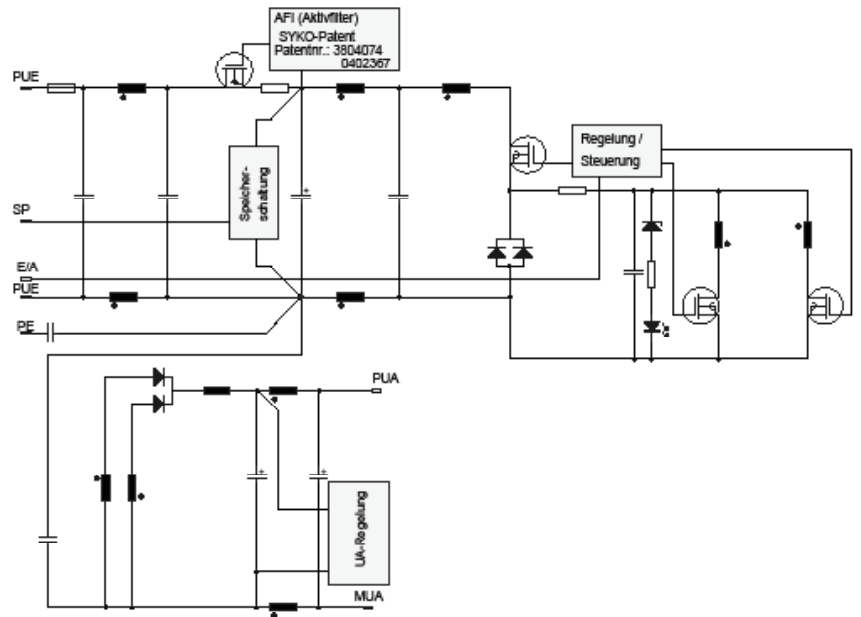 AFI (Aktivfilter)
SYKO-Patent
Patentnr.: 3804074
0402367
PUE
Regelung /
Steuerung
Speicher-
schaltung
SP
E/A
PUE
PE
PUA
UA-Regelung
MUA